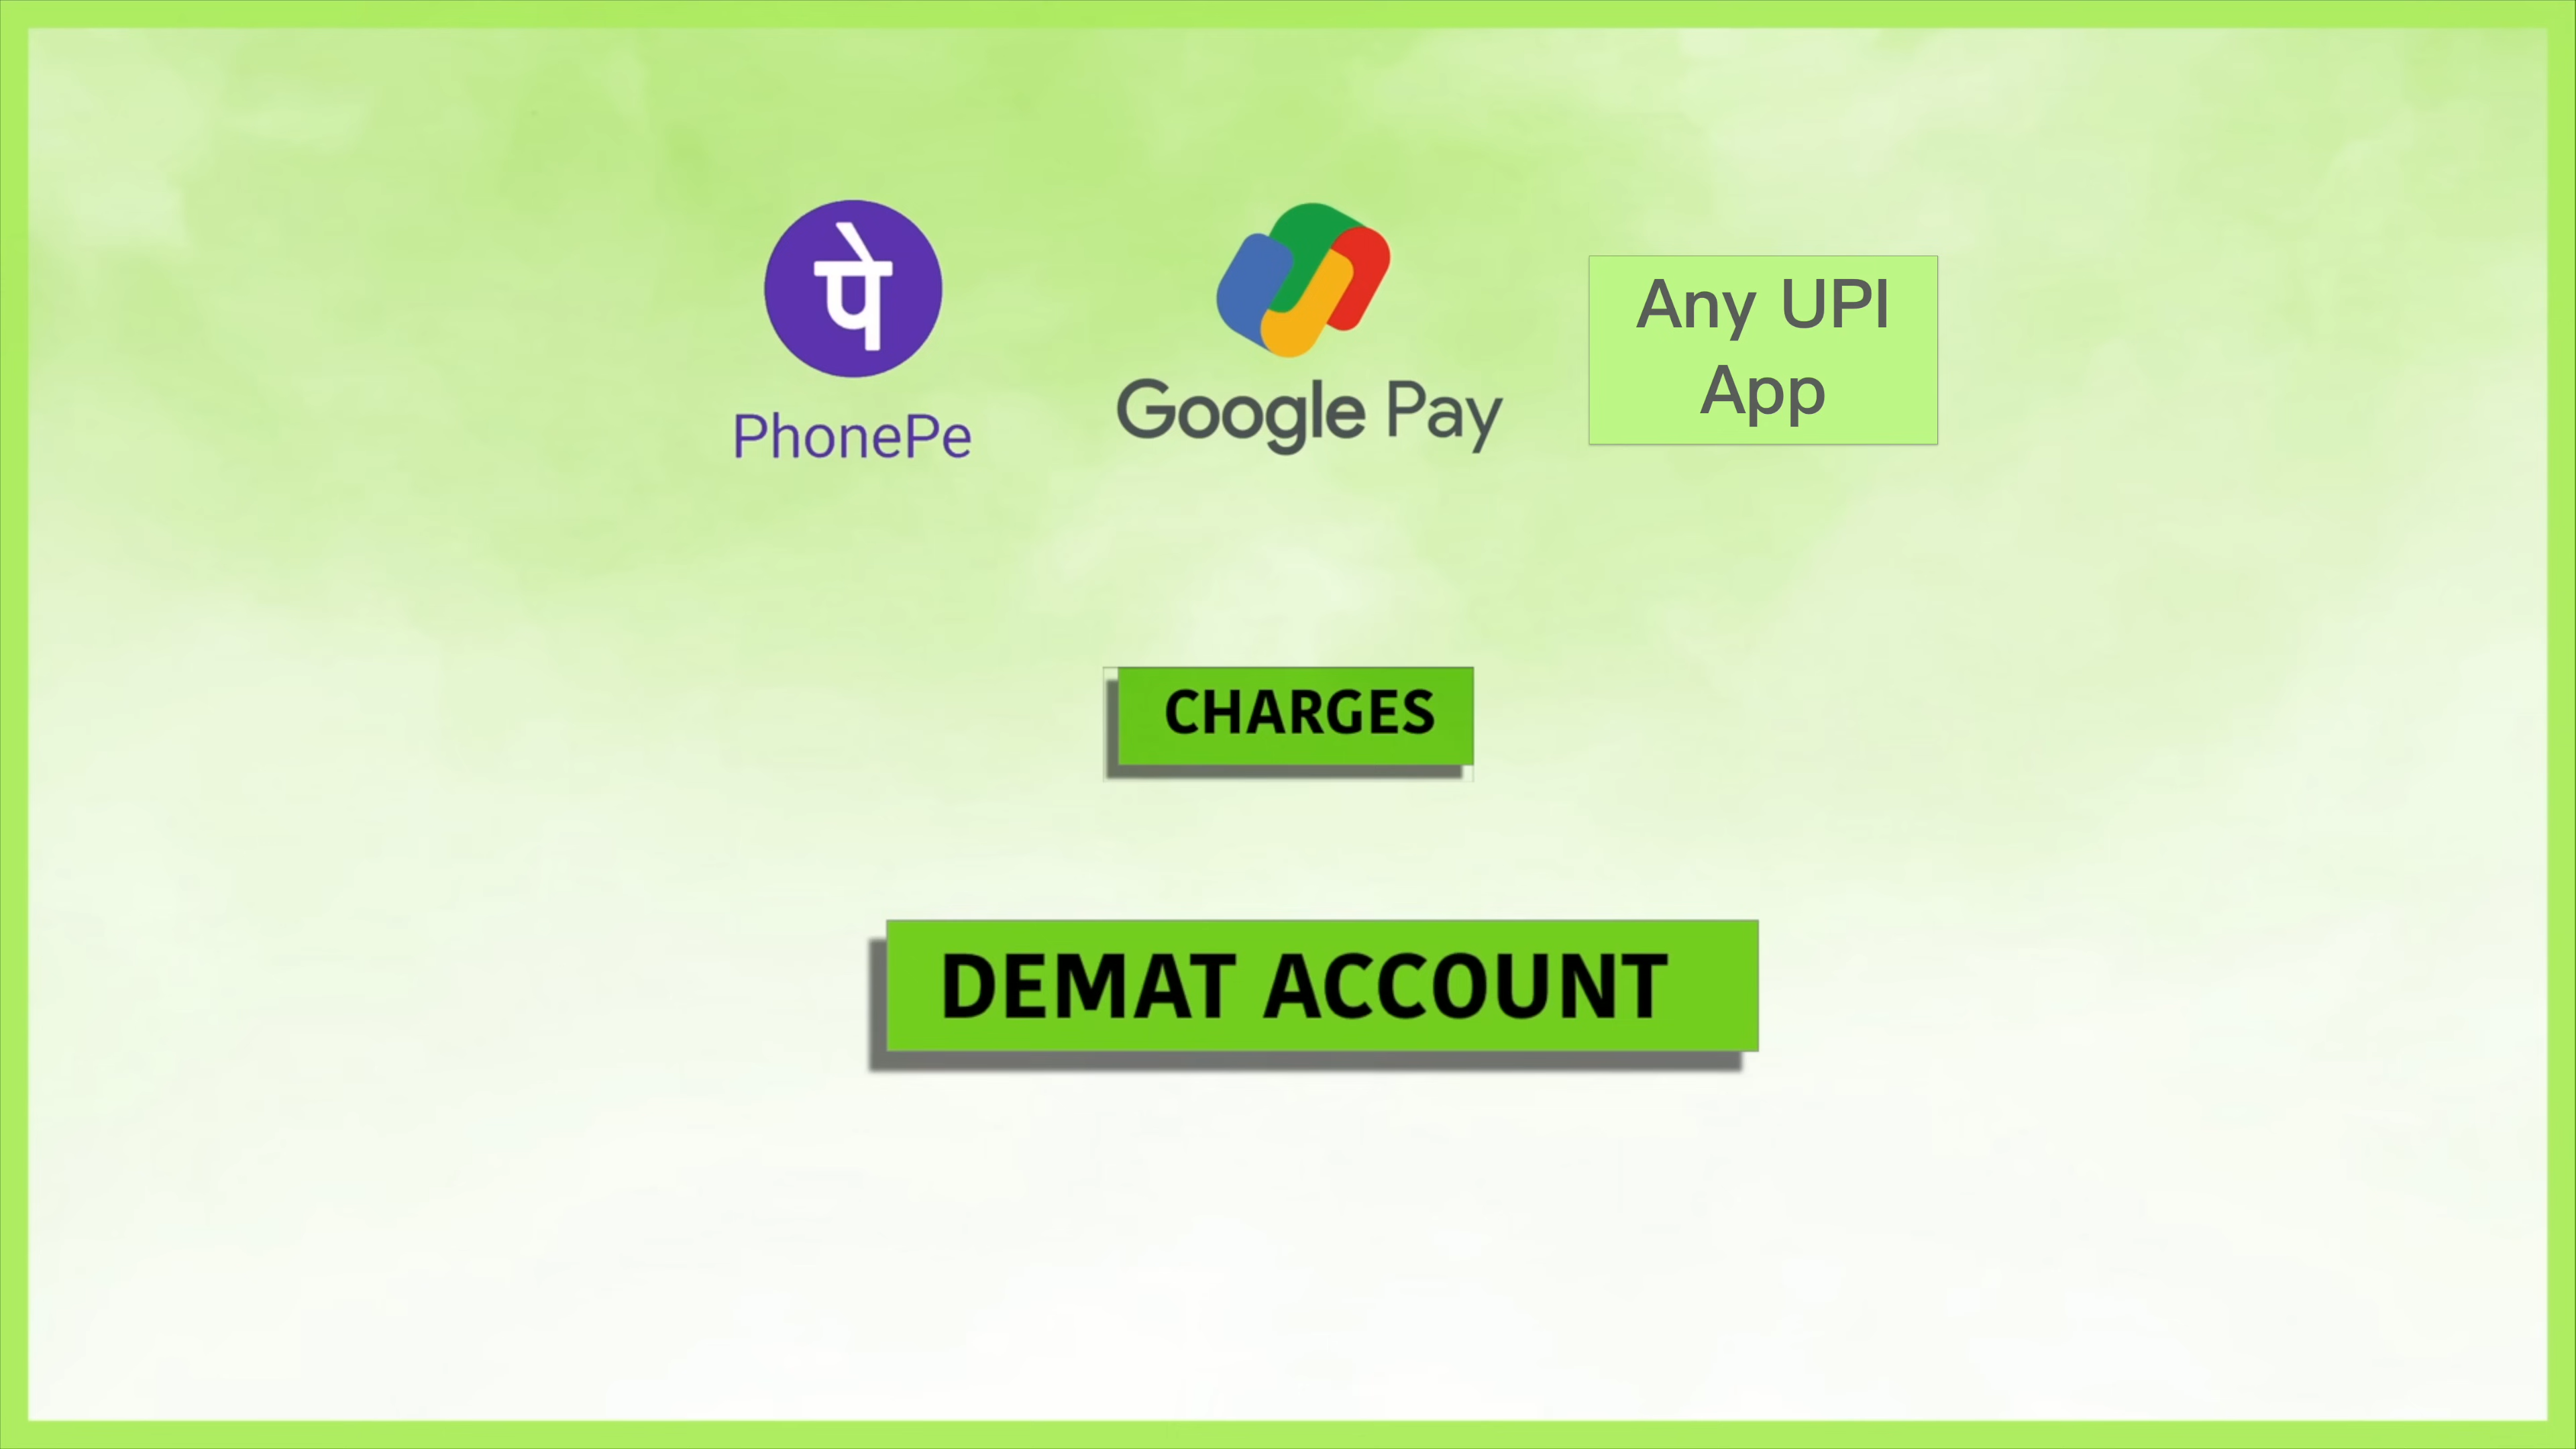 पे
PhonePe
Google Pay
Any UPI
App
CHARGES
DEMAT ACCOUNT